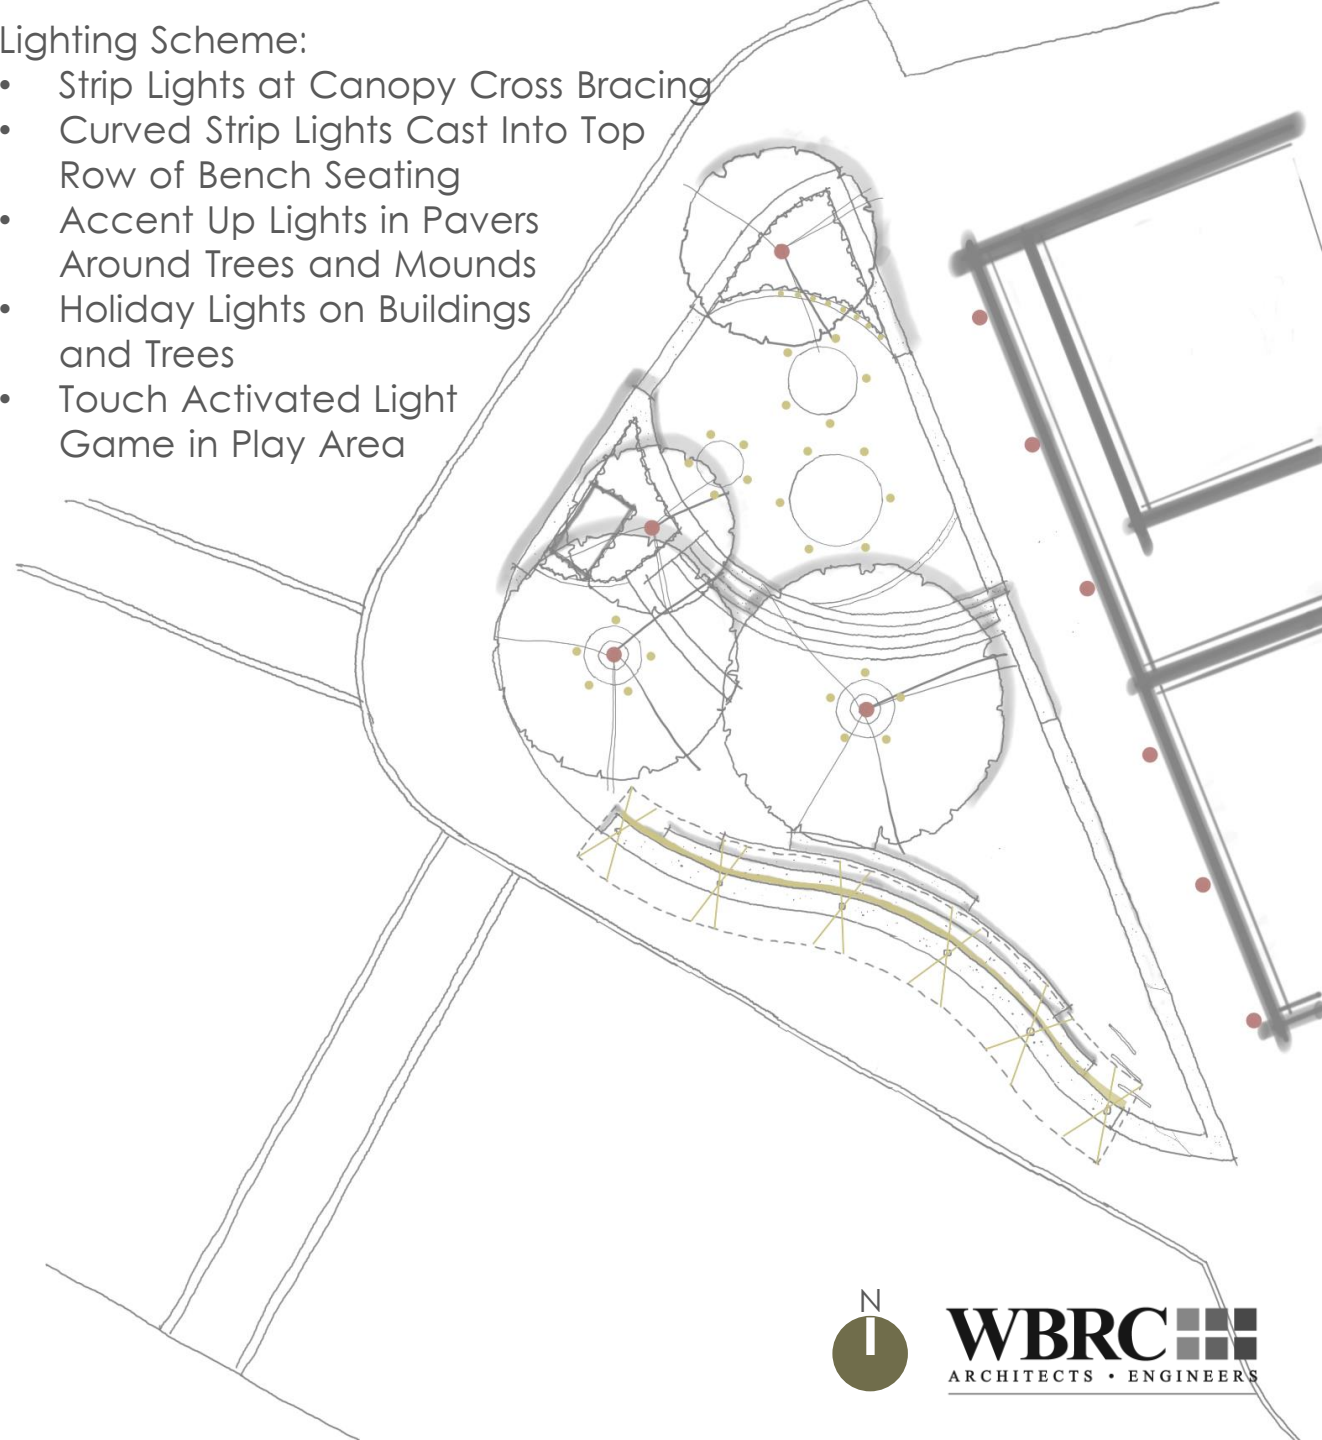 Lighting Scheme:
• Strip Lights at Canopy Cross Bracing
• Curved Strip Lights Cast Into Top
Row of Bench Seating
• Accent Up Lights in Pavers
Around Trees and Mounds
• Holiday Lights on Buildings
and Trees
• Touch Activated Light
Game in Play Area
N
WBRC
ARCHITECTS • ENGINEERS